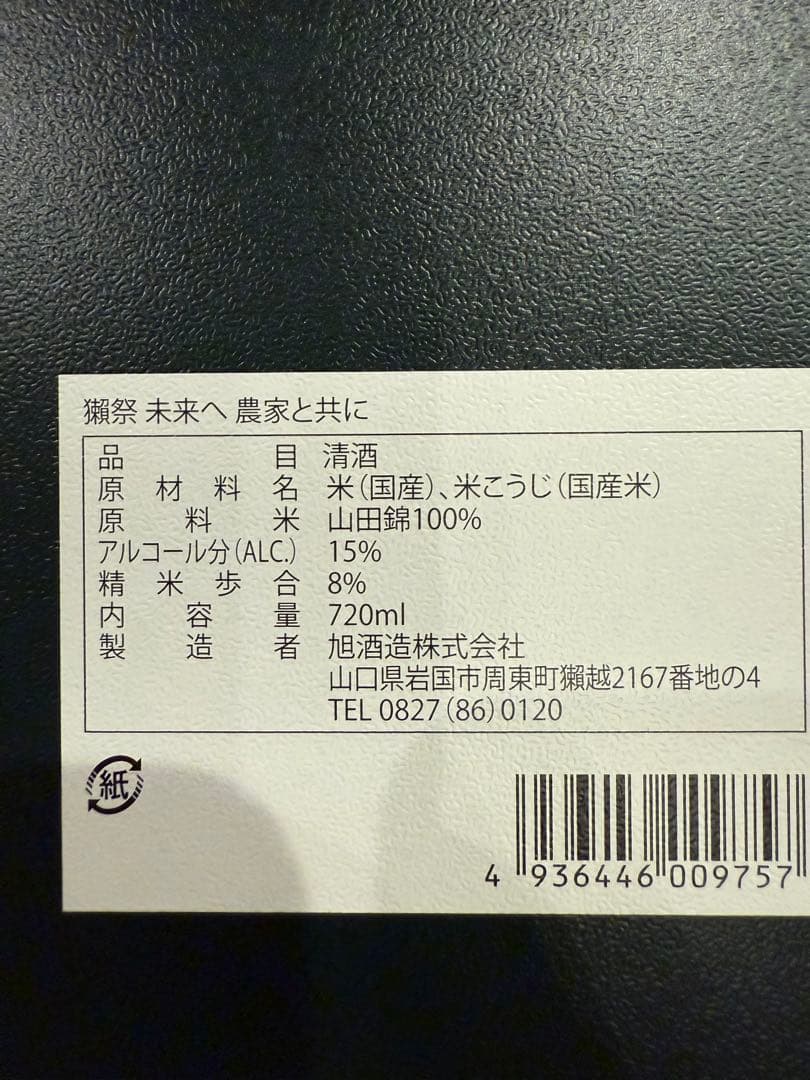 獺祭 未来へ 農家と共に
品目 清酒
原材料名 米（国産）、米こうじ（国産米）
原料米 山田錦100%
アルコール分（ALC.） 15%
精米歩合 8%
内容量 720ml
製造者 旭酒造株式会社
山口県岩国市周東町獺越2167番地の4
TEL 0827（86）0120
紙
4 936446 009757